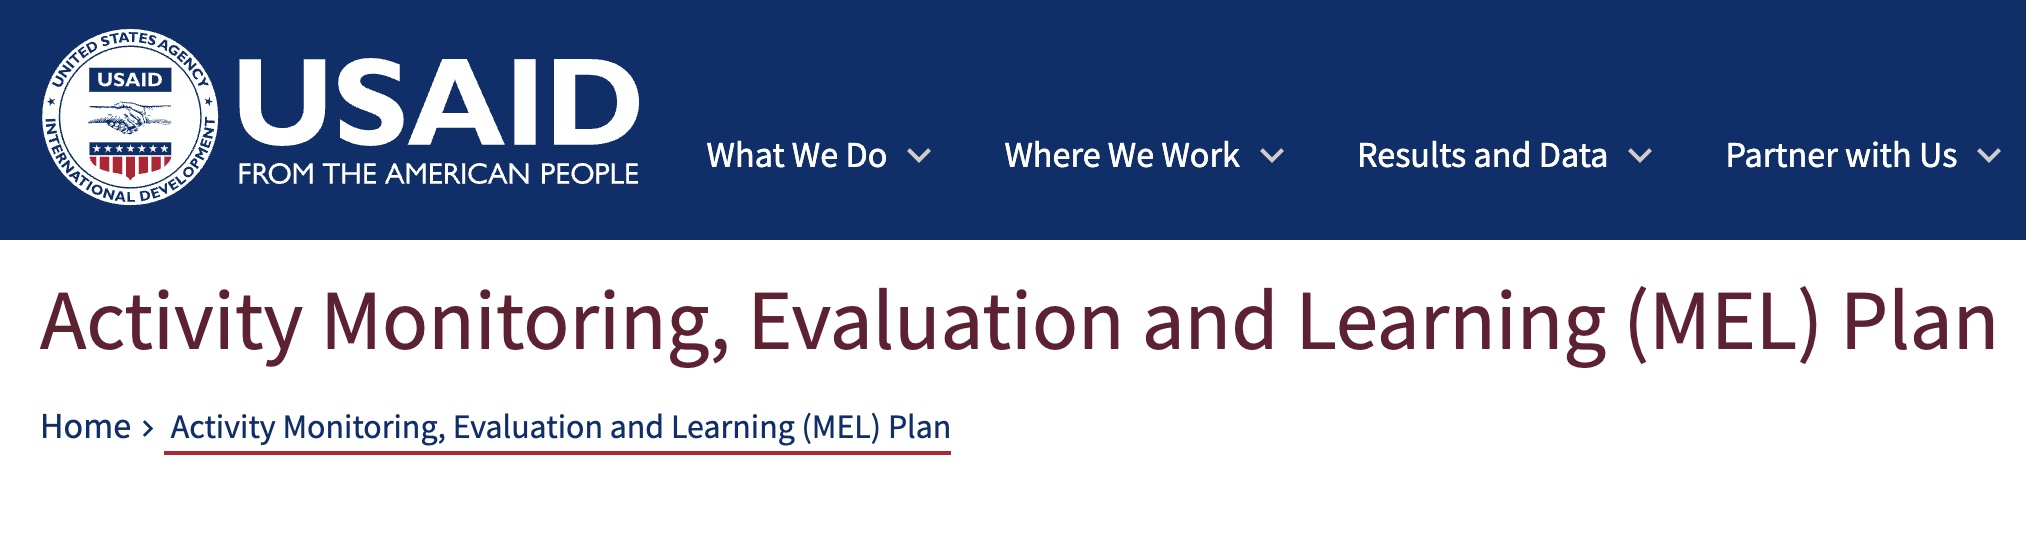 UNITED STATES AGENCY
USAID
INTERNATIONAL DEVELOPMENT
USAID
FROM THE AMERICAN PEOPLE
What We Do
Where We Work
Results and Data
Partner with Us
Activity Monitoring, Evaluation and Learning (MEL) Plan
Home › Activity Monitoring, Evaluation and Learning (MEL) Plan